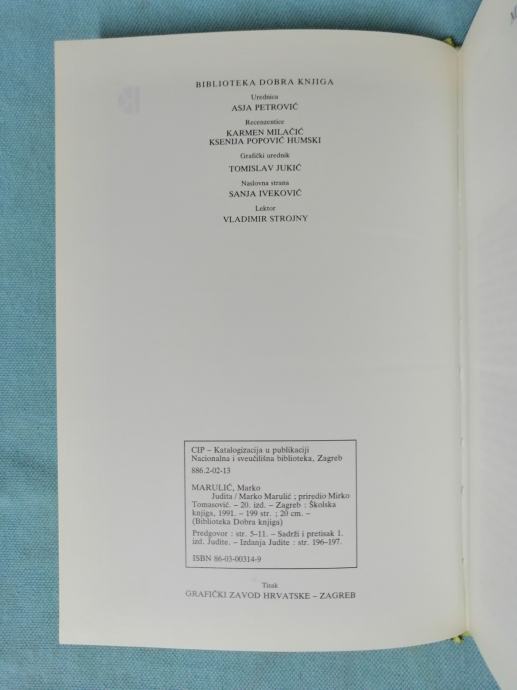 BIBLIOTEKA DOBRA KNJIGA
Urednica
ASJA PETROVIĆ
Recenzentice
KARMEN MILAČIĆ
KSENIJA POPOVIĆ HUMSKI
Grafički urednik
TOMISLAV JUKIĆ
Naslovna strana
SANJA IVEKOVIĆ
Lektor
VLADIMIR STROJNY
CIP – Katalogizacija u publikaciji
Nacionalna i sveučilišna biblioteka, Zagreb
886.2-02-13
MARULIĆ, Marko
Judita / Marko Marulić ; priredio Mirko
Tomasović. – 20. izd. – Zagreb : Školska
knjiga, 1991. – 199 str. ; 20 cm. –
(Biblioteka Dobra knjiga)
Predgovor : str. 5–11. – Sadrži i pretisak 1.
izd. Judite. – Izdanja Judite : str. 196–197.
ISBN 86-03-00314-9
Tisak
GRAFIČKI ZAVOD HRVATSKE – ZAGREB